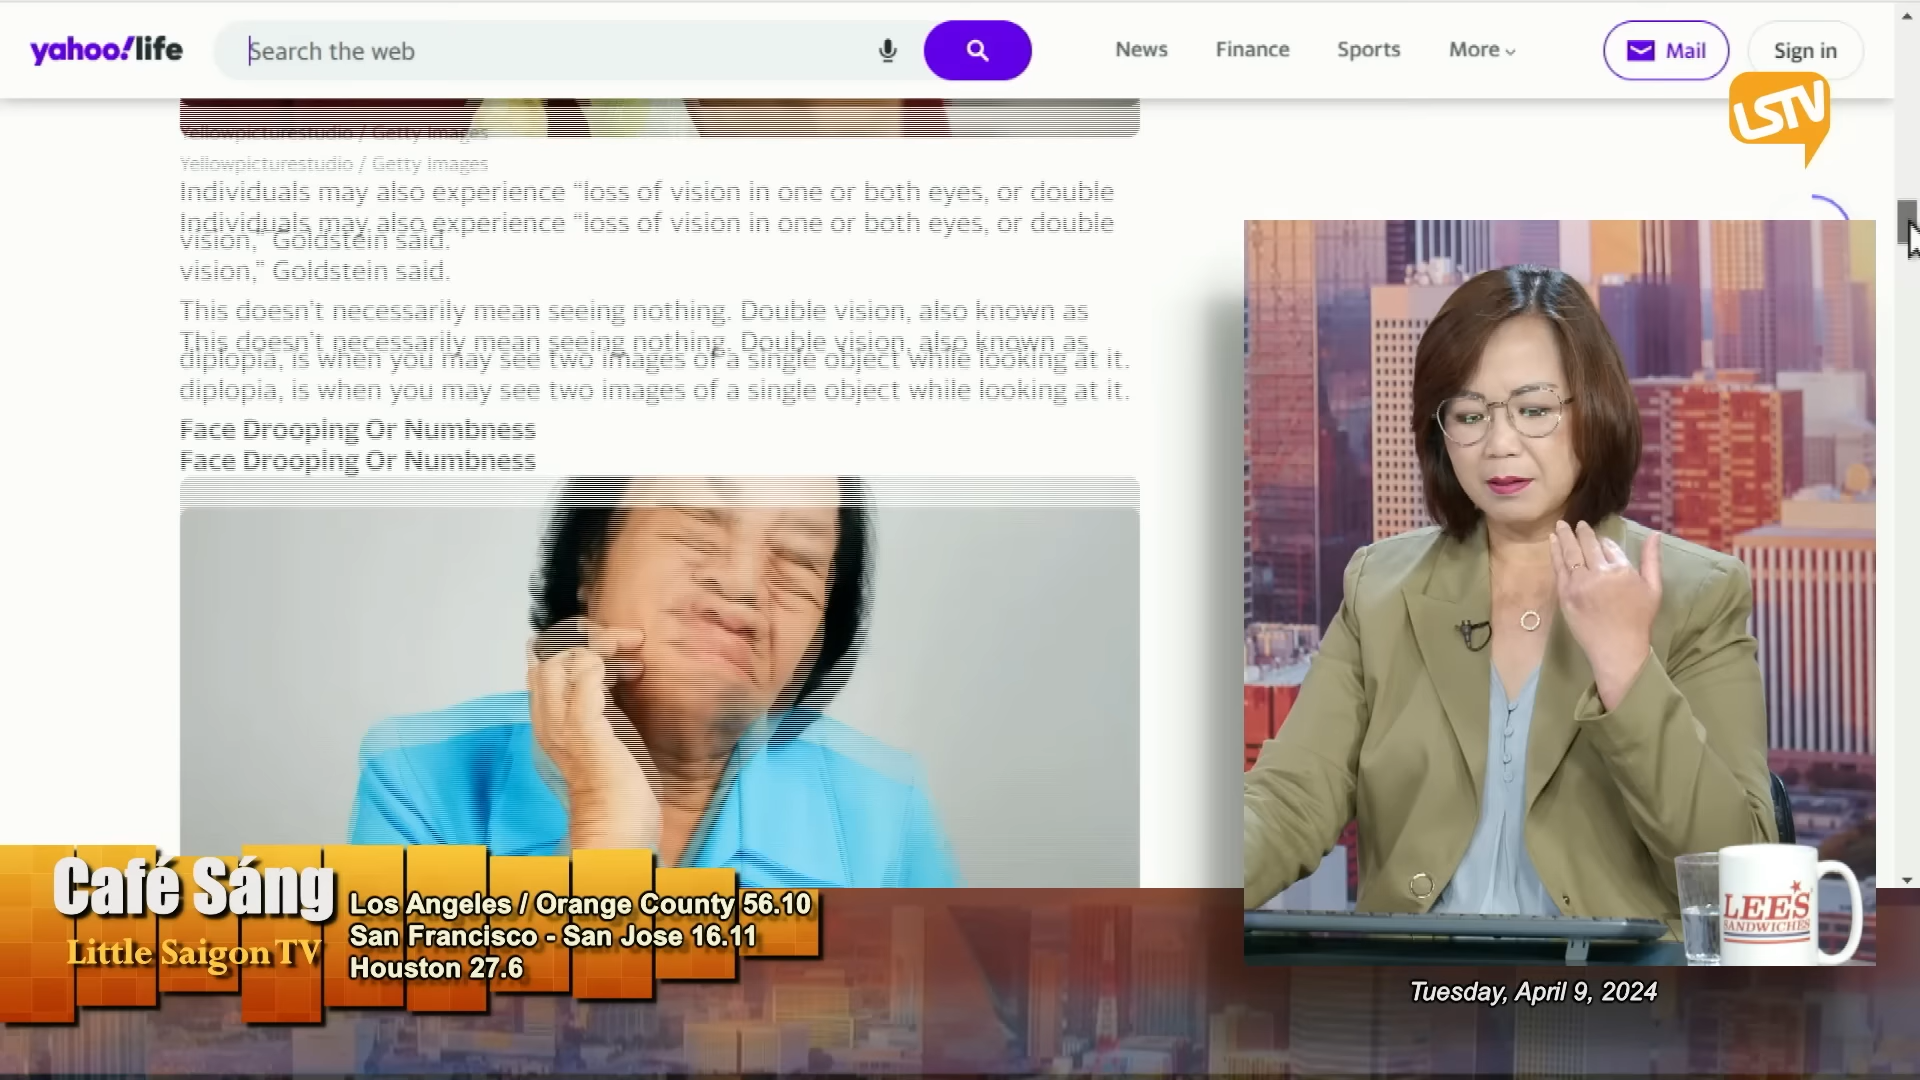 yahoo!life
Search the web
News
Finance
Sports
More
Mail
Sign in
LSTV
Yellowpicturestudio / Getty Images
Yellowpicturestudio / Getty Images
Individuals may also experience “loss of vision in one or both eyes, or double
Individuals may also experience “loss of vision in one or both eyes, or double
vision,” Goldstein said.
vision,” Goldstein said.
This doesn’t necessarily mean seeing nothing. Double vision, also known as
This doesn’t necessarily mean seeing nothing. Double vision, also known as
diplopia, is when you may see two images of a single object while looking at it.
diplopia, is when you may see two images of a single object while looking at it.
Face Drooping Or Numbness
Face Drooping Or Numbness
Café Sáng
Little Saigon TV
Los Angeles / Orange County 56.10
San Francisco - San Jose 16.11
Houston 27.6
LEE'S
SANDWICHES
Tuesday, April 9, 2024